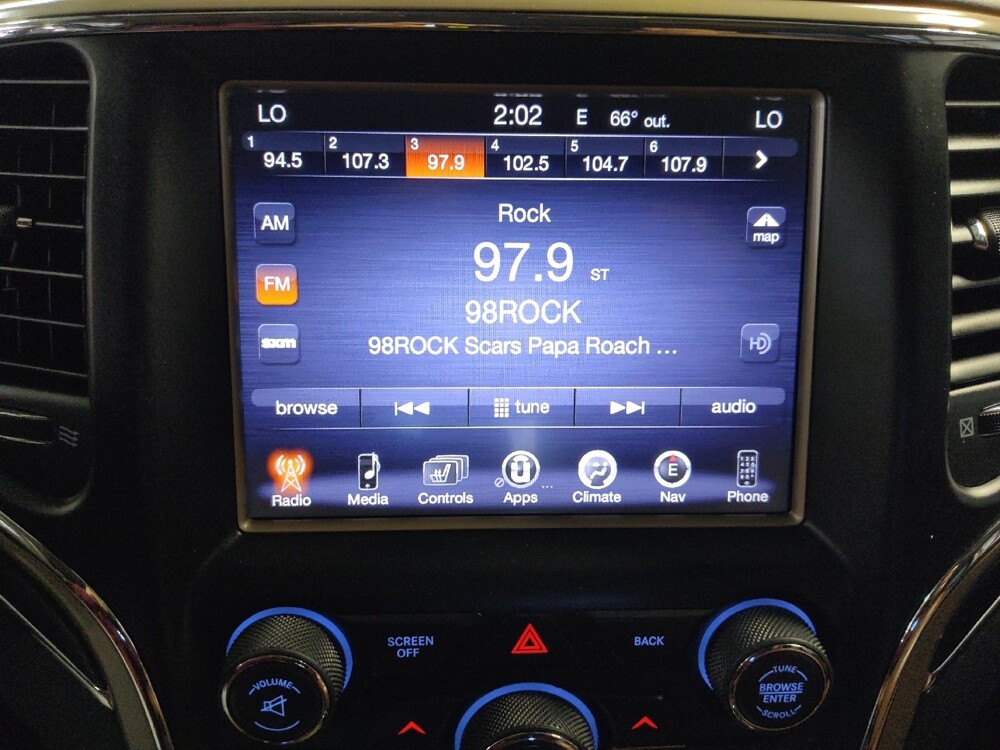 LO 2:02 E 66° out. LO
1 94.5 2 107.3 3 97.9 4 102.5 5 104.7 6 107.9
AM Rock map
97.9 ST
FM
98ROCK
sxm 98ROCK Scars Papa Roach ... HD
browse tune audio
Radio Media Controls Apps Climate E Nav Phone
SCREEN OFF BACK
VOLUME
TUNE
BROWSE
ENTER
SCROLL